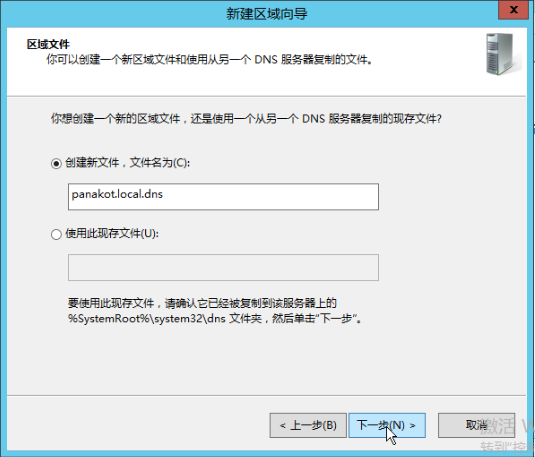 新建区域向导
x
区域文件
你可以创建一个新区域文件和使用从另一个 DNS 服务器复制的文件。
你想创建一个新的区域文件，还是使用一个从另一个 DNS 服务器复制的现存文件?
创建新文件，文件名为(C):
panakot.local.dns
使用此现存文件(U):
要使用此现存文件，请确认它已经被复制到该服务器上的
%SystemRoot%\system32\dns 文件夹，然后单击“下一步”。
< 上一步(B)
下一步(N) >
取消
激活 W
转到"控